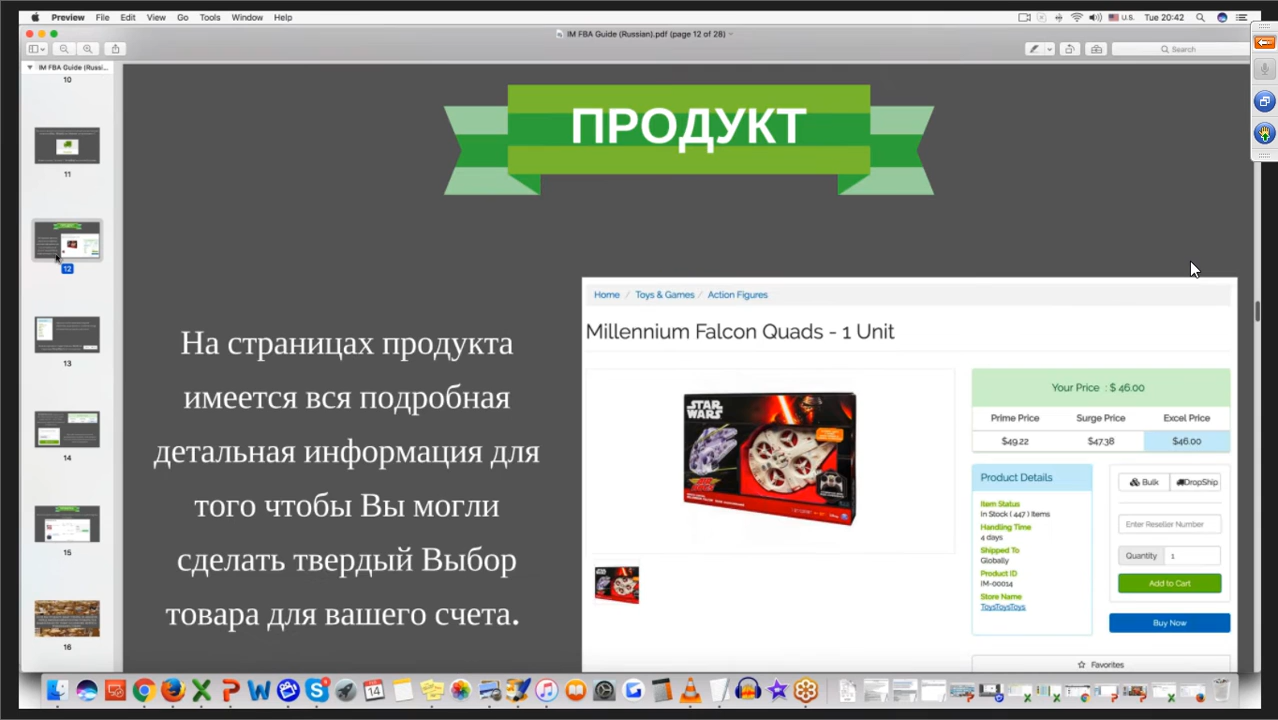 Preview File Edit View Go Tools Window Help
U.S. Tue 20:42
IM FBA Guide (Russian).pdf (page 12 of 28)
Search
IM FBA Guide (Russi...
10
11
12
13
14
15
16
ПРОДУКТ
На страницах продукта
имеется вся подробная
детальная информация для
того чтобы Вы могли
сделать твердый Выбор
товара для вашего счета.
Home / Toys & Games / Action Figures
Millennium Falcon Quads - 1 Unit
STAR WARS
Your Price : $ 46.00
Prime Price Surge Price Excel Price
$49.22 $47.38 $46.00
Product Details
Item Status
In Stock ( 447 ) Items
Handling Time
4 days
Shipped To
Globally
Product ID
IM-00014
Store Name
ToysToysToys
Bulk DropShip
Enter Reseller Number
Quantity 1
Add to Cart
Buy Now
Favorites
14